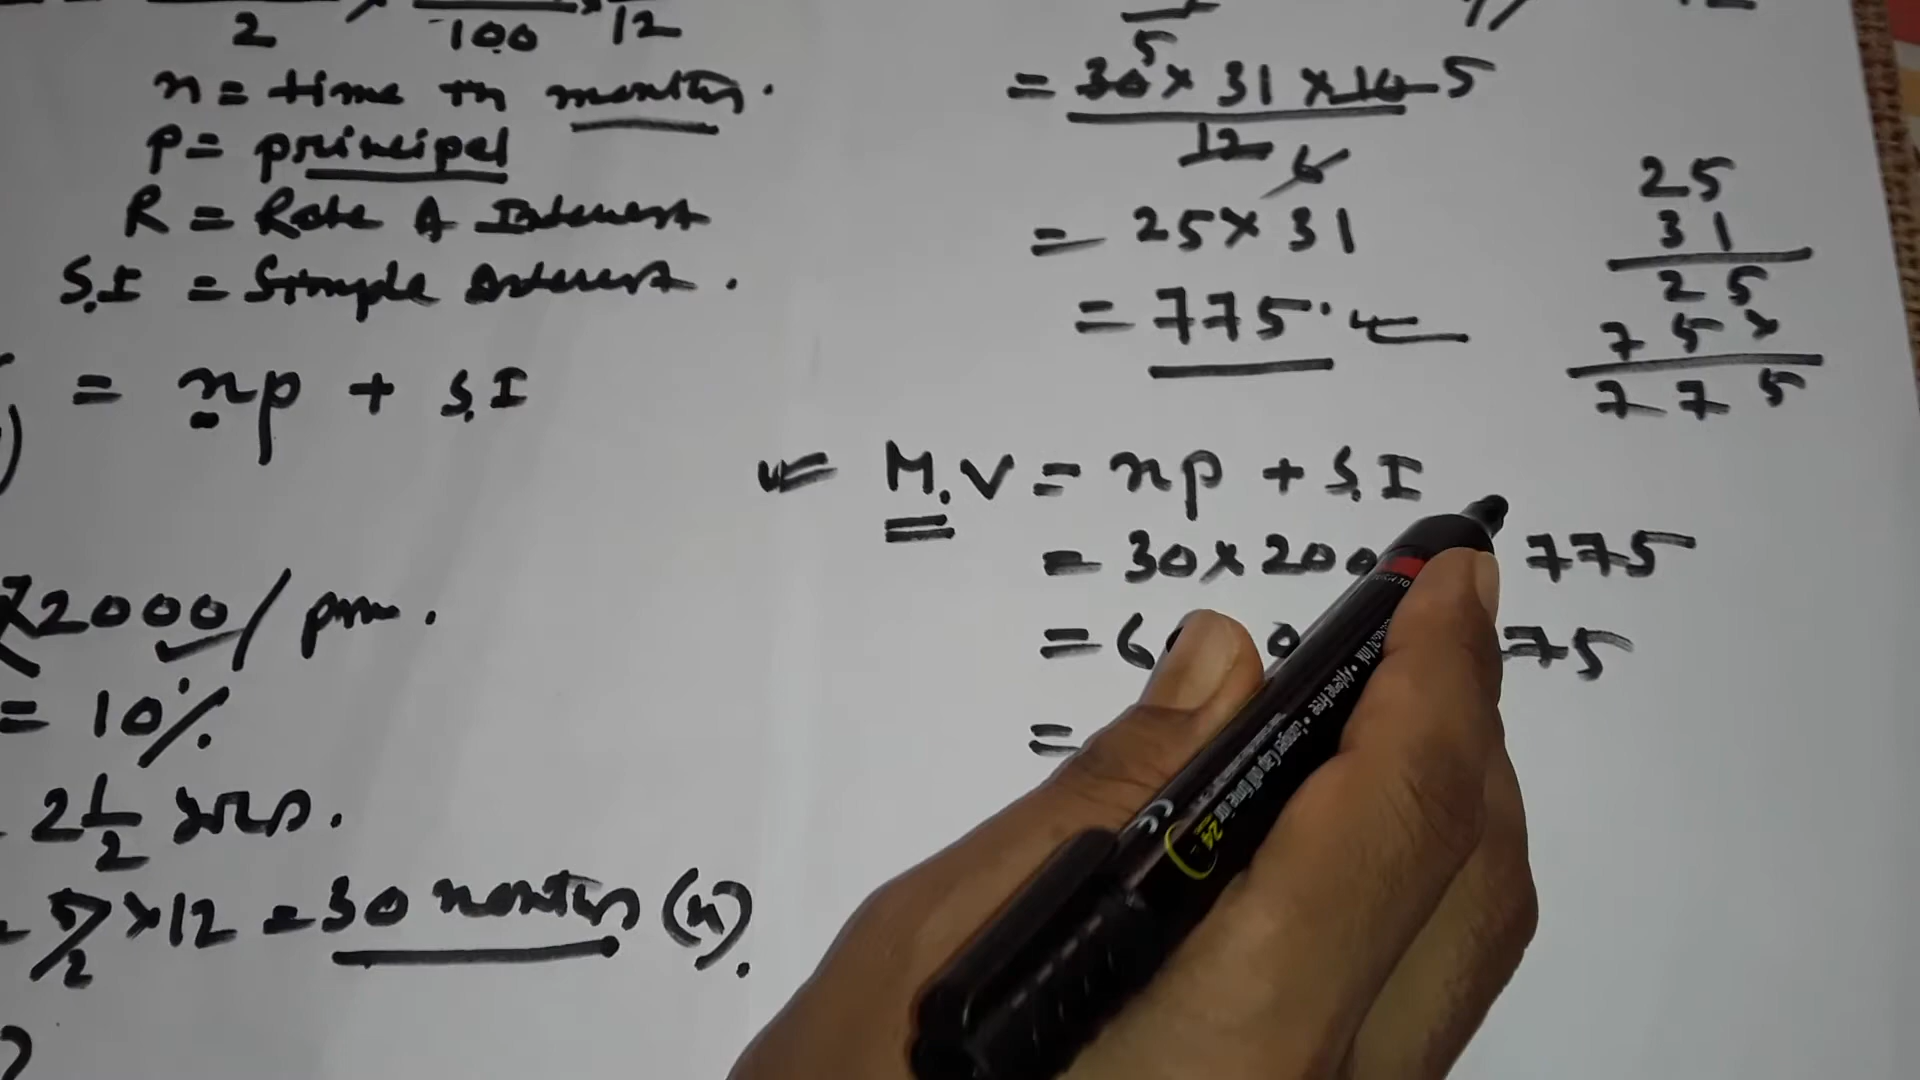 2 100 × 12
n = time in months.
P = principal
R = Rate of Interest
S.I = Simple Interest.
= np + S.I
₹2000/pm.
= 10%
2 1/2 yrs.
= 5/2 × 12 = 30 months (n).
5
= 30 × 31 × 10 5
12 6
= 25 × 31
= 775.
25
31
25
75×
775
M.V = np + S.I
= 30 × 200 775
= 6 0 75
=